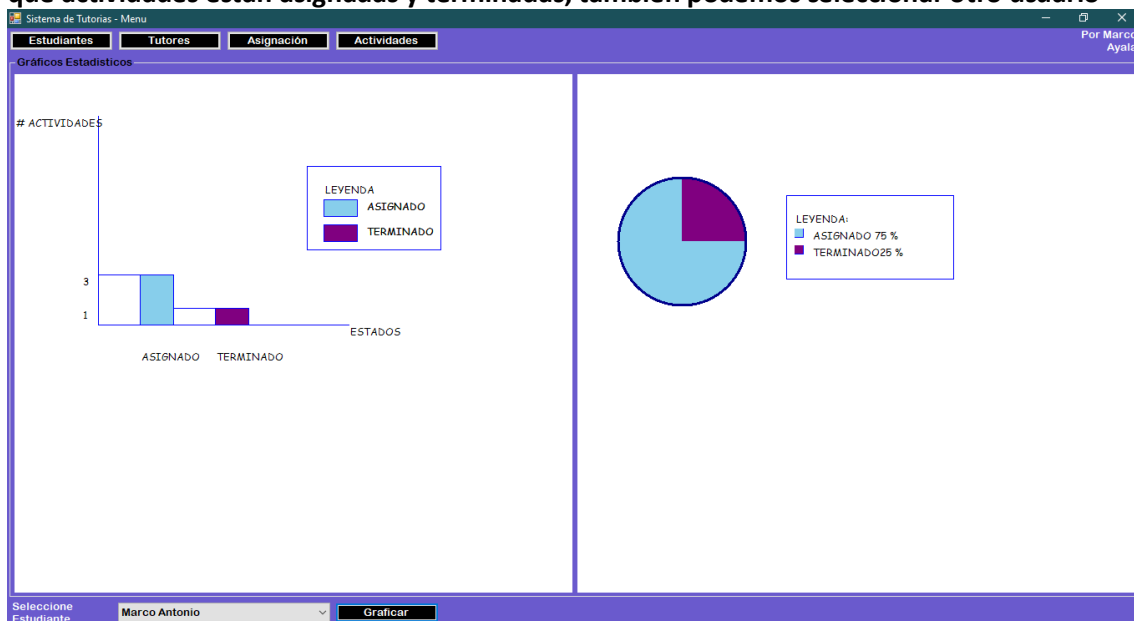 que actividades están asignadas y terminadas, también podemos seleccionar otro usuario
Sistema de Tutorias - Menu
Estudiantes Tutores Asignación Actividades
Por Marco
Ayala
Gráficos Estadísticos
# ACTIVIDADES
LEYENDA
ASIGNADO
TERMINADO
3
1
ESTADOS
ASIGNADO TERMINADO
LEYENDA:
ASIGNADO 75 %
TERMINADO25 %
Seleccione
Estudiante
Marco Antonio
Graficar